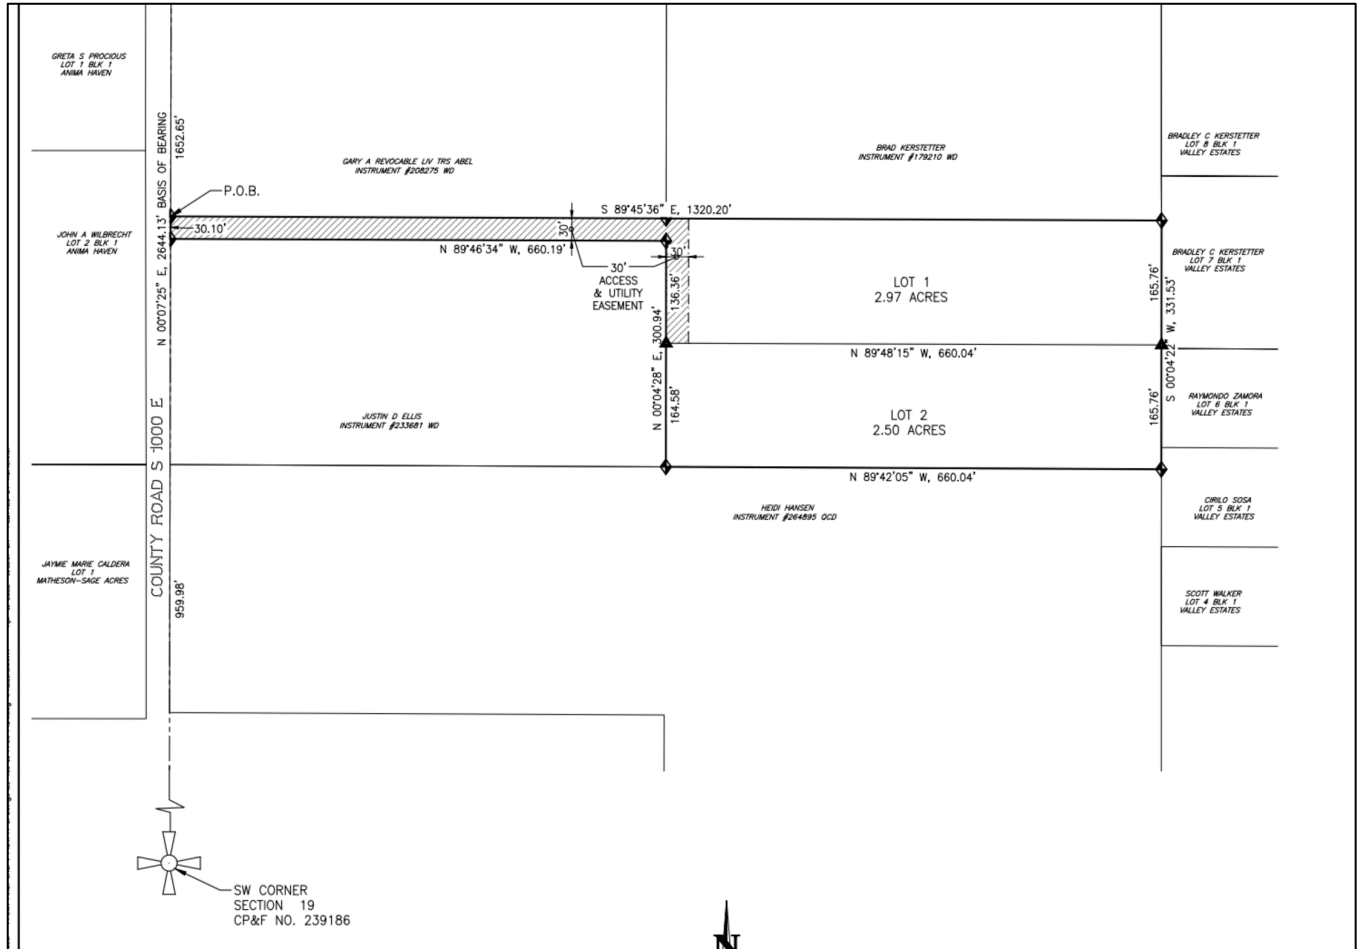 GRETA S PROCIOUS
LOT 1 BLK 1
ANIMA HAVEN
N 00°07'25" E, 2644.13' BASIS OF BEARING
1652.65'
GARY A REVOCABLE LIV TRS ABEL
INSTRUMENT #208275 WD
BRAD KERSTETTER
INSTRUMENT #179210 WD
BRADLEY C KERSTETTER
LOT 8 BLK 1
VALLEY ESTATES
P.O.B.
S 89°45'36" E, 1320.20'
JOHN A WILBRECHT
LOT 2 BLK 1
ANIMA HAVEN
30.10'
30'
N 89°46'34" W, 660.19'
30'
30'
ACCESS
& UTILITY
EASEMENT
136.36'
LOT 1
2.97 ACRES
165.76'
S 00°04'22" W, 331.53'
BRADLEY C KERSTETTER
LOT 7 BLK 1
VALLEY ESTATES
N 89°48'15" W, 660.04'
N 00°04'28" E, 300.94'
164.58'
JUSTIN D ELLIS
INSTRUMENT #233681 WD
LOT 2
2.50 ACRES
165.76'
RAYMONDO ZAMORA
LOT 6 BLK 1
VALLEY ESTATES
COUNTY ROAD S 1000 E
N 89°42'05" W, 660.04'
HEIDI HANSEN
INSTRUMENT #264895 QCD
CIRILO SOSA
LOT 5 BLK 1
VALLEY ESTATES
JAYMIE MARIE CALDERA
LOT 1
MATHESON-SAGE ACRES
959.98'
SCOTT WALKER
LOT 4 BLK 1
VALLEY ESTATES
SW CORNER
SECTION 19
CP&F NO. 239186
N